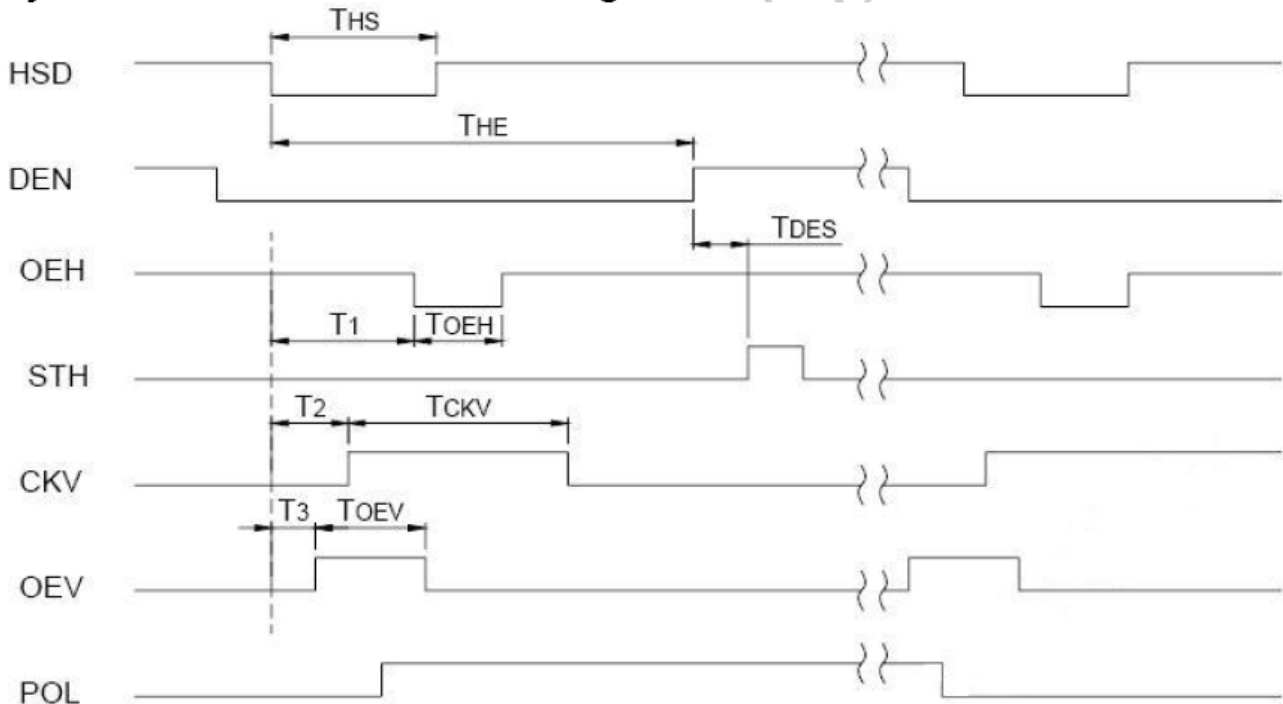 THS
HSD
THE
DEN
TDES
OEH
T1 TOEH
STH
T2 TCKV
CKV
T3 TOEV
OEV
POL